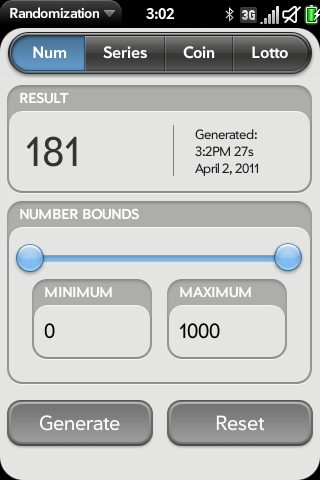 Randomization 3:02 3G
Num Series Coin Lotto
RESULT
181
Generated:
3:2PM 27s
April 2, 2011
NUMBER BOUNDS
MINIMUM MAXIMUM
0 1000
Generate Reset